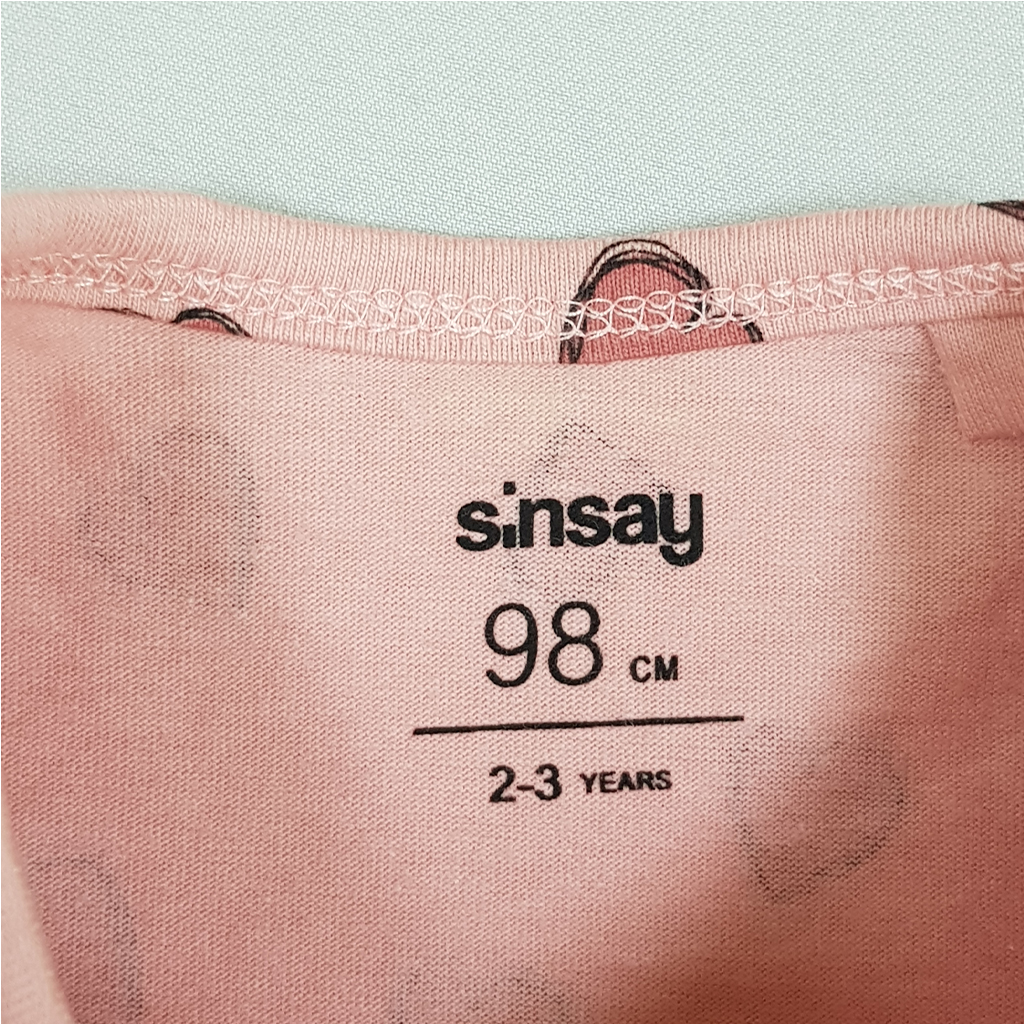 sinsay
98 CM
2-3 YEARS